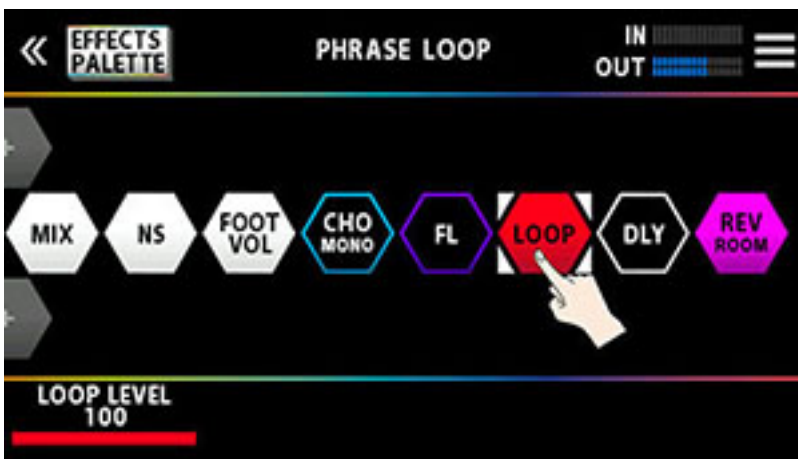 EFFECTS
PALETTE
PHRASE LOOP
IN
OUT
MIX
NS
FOOT
VOL
CHO
MONO
FL
LOOP
DLY
REV
ROOM
LOOP LEVEL
100